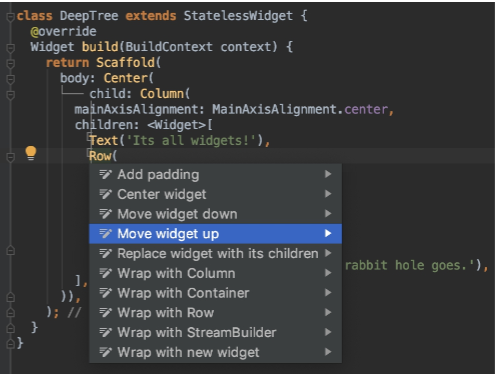 class DeepTree extends StatelessWidget {
@override
Widget build(BuildContext context) {
return Scaffold(
body: Center(
child: Column(
mainAxisAlignment: MainAxisAlignment.center,
children: <Widget>[
Text('Its all widgets!'),
Row(
Add padding
Center widget
Move widget down
Move widget up
Replace widget with its children
rabbit hole goes.'),
Wrap with Column
],
Wrap with Container
)),
Wrap with Row
); //
Wrap with StreamBuilder
}
Wrap with new widget
}